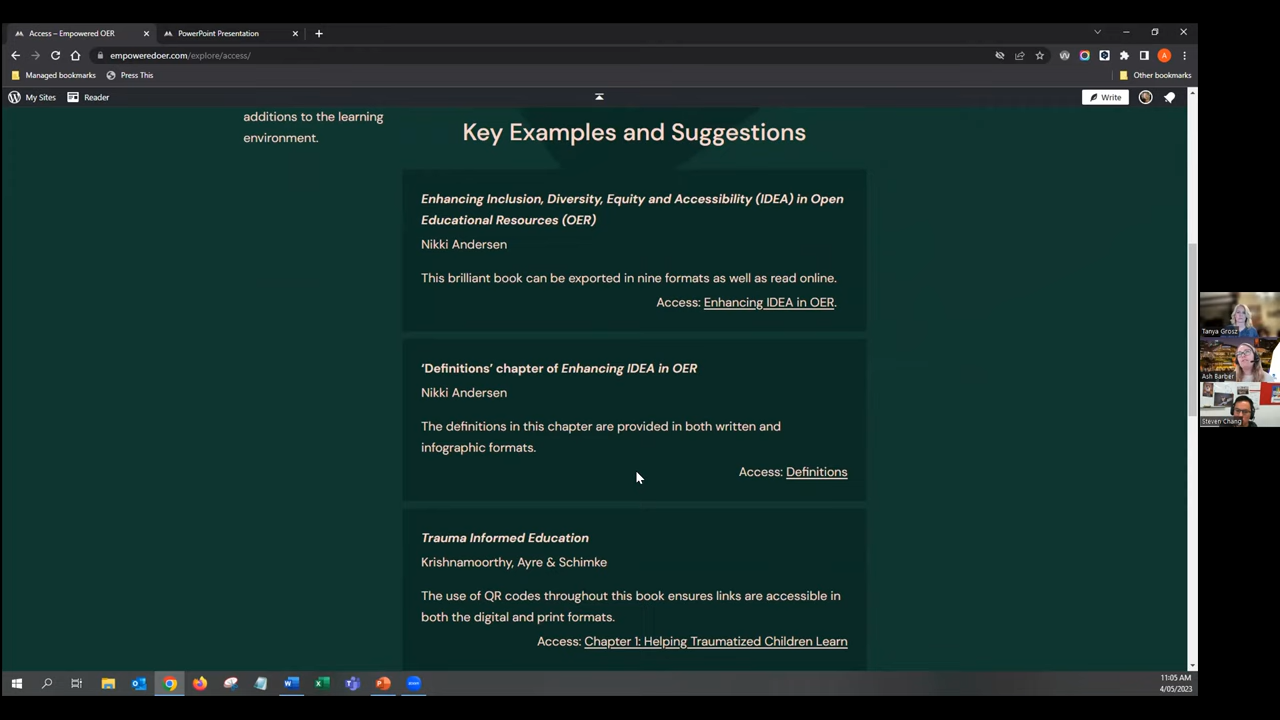 Access – Empowered OER
PowerPoint Presentation
empoweredoer.com/explore/access/
Managed bookmarks
Press This
Other bookmarks
My Sites
Reader
Write
additions to the learning
environment.
Key Examples and Suggestions
Enhancing Inclusion, Diversity, Equity and Accessibility (IDEA) in Open
Educational Resources (OER)
Nikki Andersen
This brilliant book can be exported in nine formats as well as read online.
Access: Enhancing IDEA in OER.
‘Definitions’ chapter of Enhancing IDEA in OER
Nikki Andersen
The definitions in this chapter are provided in both written and
infographic formats.
Access: Definitions
Trauma Informed Education
Krishnamoorthy, Ayre & Schimke
The use of QR codes throughout this book ensures links are accessible in
both the digital and print formats.
Access: Chapter 1: Helping Traumatized Children Learn
Tanya Grosz
Ash Barber
Steven Chang
11:05 AM
4/05/2023